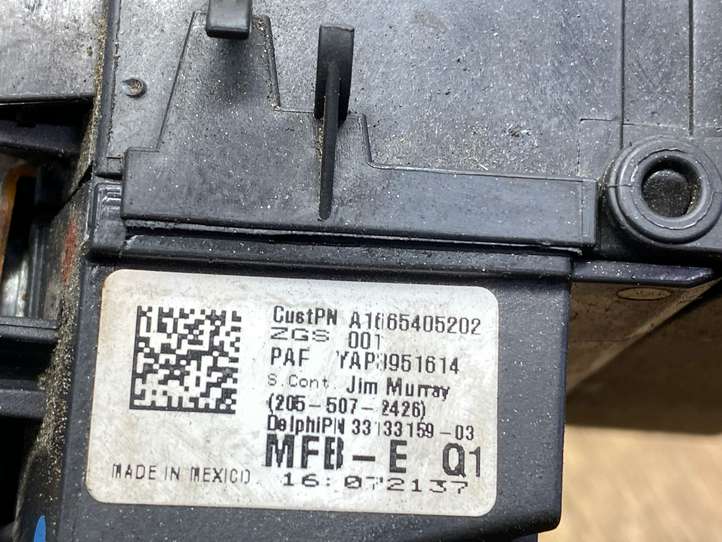 CustPN A1665405202
ZGS 001
PAF YAP3951614
S.Cont. Jim Murray
(205-507-2426)
DelphiPN 33133159-03
MFB-E Q1
MADE IN MEXICO 16:072137